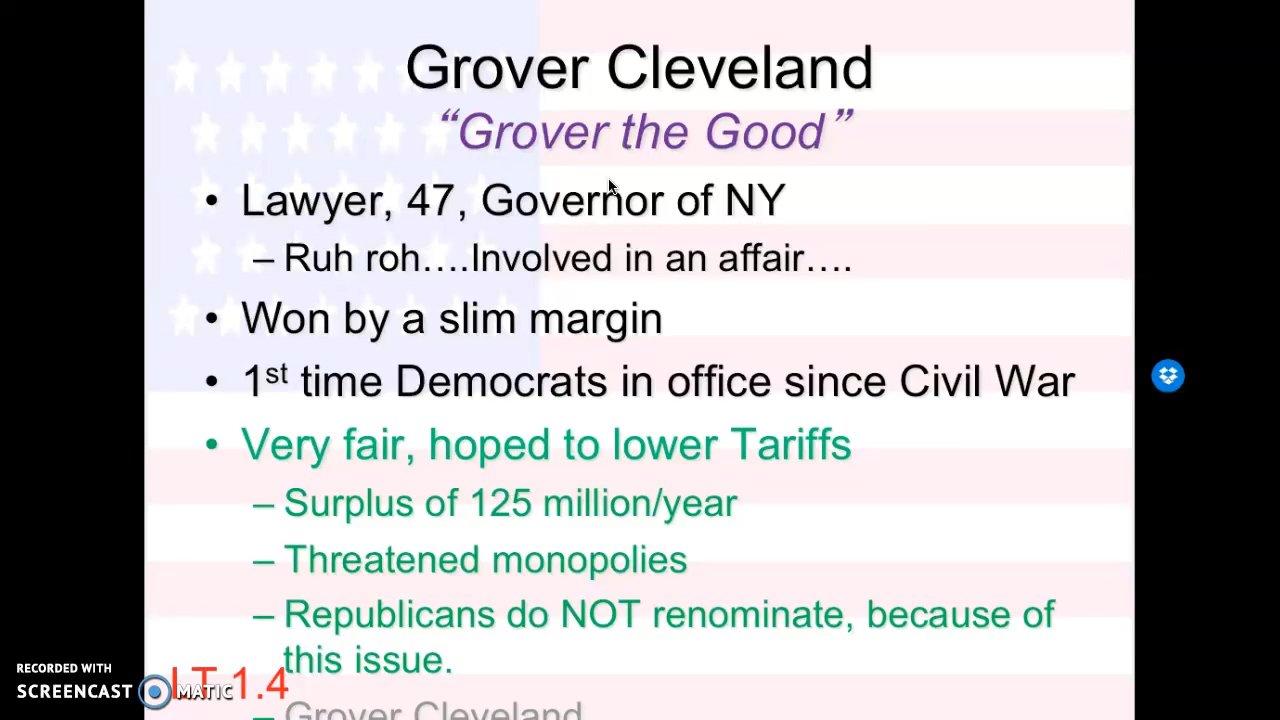 Grover Cleveland
“Grover the Good”
• Lawyer, 47, Governor of NY
– Ruh roh….Involved in an affair….
• Won by a slim margin
• 1st time Democrats in office since Civil War
• Very fair, hoped to lower Tariffs
– Surplus of 125 million/year
– Threatened monopolies
– Republicans do NOT renominate, because of
this issue.
– Grover Cleveland
LT 1.4
RECORDED WITH
SCREENCAST MATIC